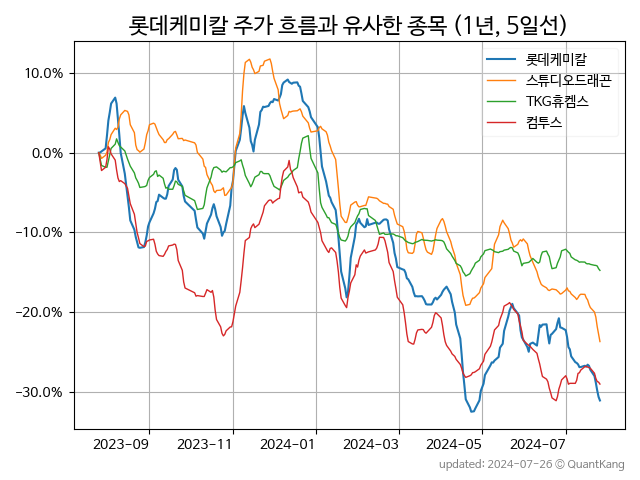 롯데케미칼 주가 흐름과 유사한 종목 (1년, 5일선)
롯데케미칼
스튜디오드래곤
TKG휴켐스
컴투스
10.0%
0.0%
−10.0%
−20.0%
−30.0%
2023-09 2023-11 2024-01 2024-03 2024-05 2024-07
updated: 2024-07-26 © QuantKang